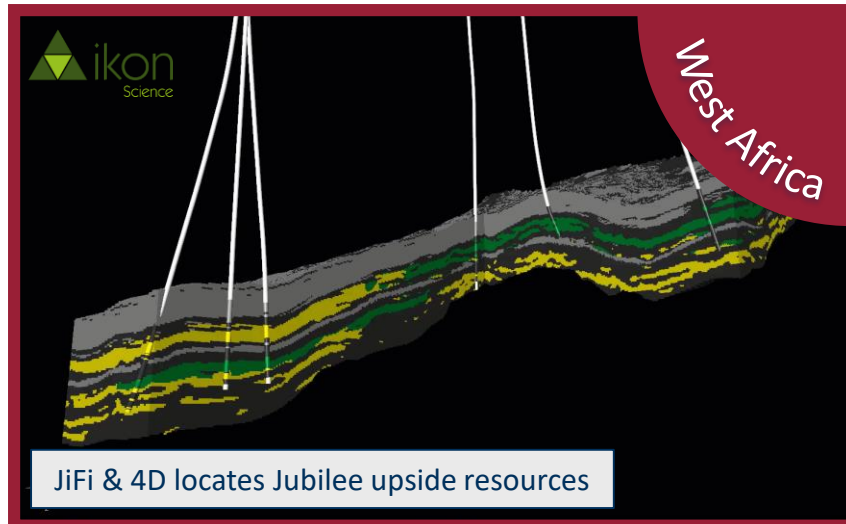 ikon
Science
West Africa
JiFi & 4D locates Jubilee upside resources